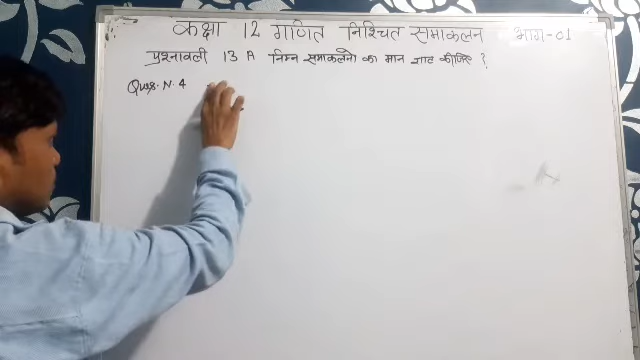 कक्षा 12 गणित निश्चित समाकलन भाग-01
प्रश्नावली 13 A निम्न समाकलनो का मान ज्ञात कीजिए ?
Ques. N. 4